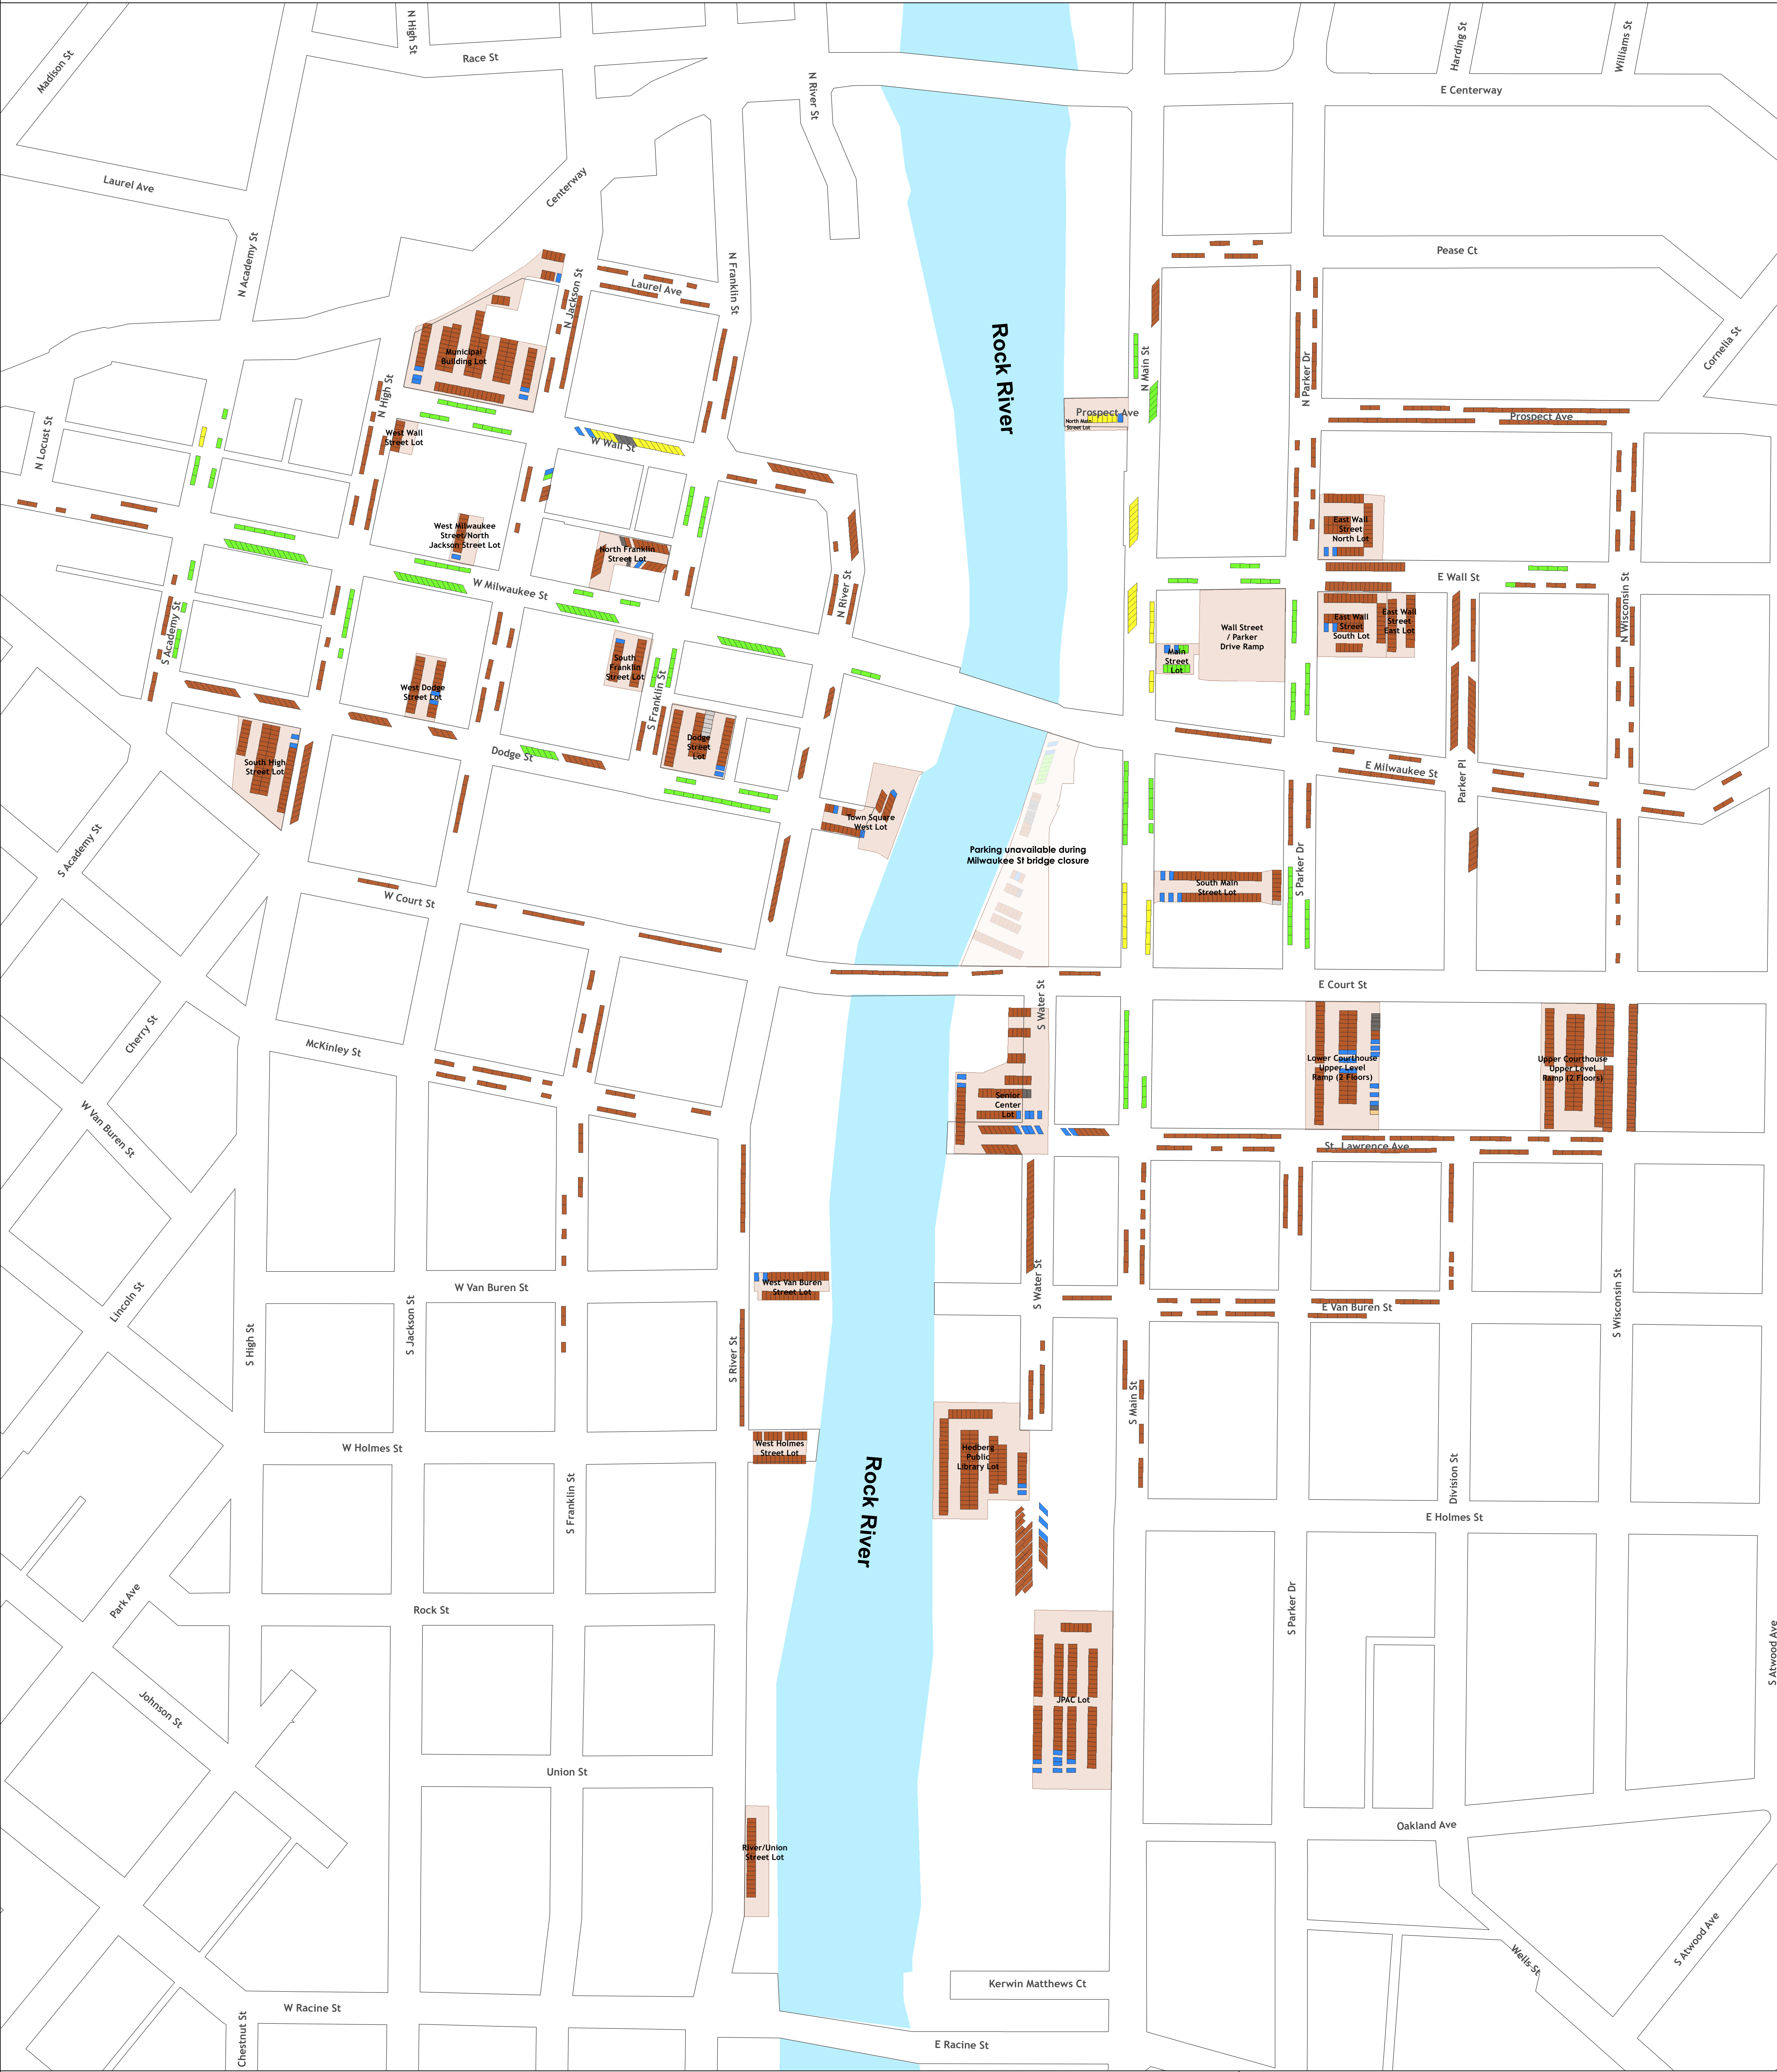 N High St
Race St
Madison St
Harding St
Williams St
E Centerway
N River St
Laurel Ave
Centerway
N Academy St
N Jackson St
Laurel Ave
N Franklin St
Pease Ct
Rock River
N Main St
N Parker Dr
Cornelia St
Municipal
Building Lot
N High St
N Locust St
West Wall
Street Lot
W Wall St
Prospect Ave
North Main
Street Lot
Prospect Ave
West Milwaukee
Street/North
Jackson Street Lot
North Franklin
Street Lot
East Wall
Street
North Lot
W Milwaukee St
N River St
E Wall St
N Wisconsin St
S Academy St
Wall Street
/ Parker
Drive Ramp
East Wall
Street
South Lot
East Wall
Street
East Lot
Main
Street
Lot
South
Franklin
Street Lot
West Dodge
Street Lot
S Franklin St
Dodge
Street
Lot
Dodge St
South High
Street Lot
E Milwaukee St
Parker Pl
Town Square
West Lot
Parking unavailable during
Milwaukee St bridge closure
S Academy St
S Parker Dr
South Main
Street Lot
W Court St
E Court St
S Water St
Cherry St
McKinley St
Lower Courthouse
Upper Level
Ramp (2 Floors)
Upper Courthouse
Upper Level
Ramp (2 Floors)
Senior
Center
Lot
W Van Buren St
St. Lawrence Ave
West Van Buren
Street Lot
W Van Buren St
S Water St
E Van Buren St
Lincoln St
S High St
S Jackson St
S River St
S Main St
S Wisconsin St
W Holmes St
West Holmes
Street Lot
Hedberg
Public
Library Lot
Rock River
S Franklin St
Division St
E Holmes St
Park Ave
Rock St
S Parker Dr
S Atwood Ave
Johnson St
JPAC Lot
Union St
River/Union
Street Lot
Oakland Ave
Wells St
S Atwood Ave
Kerwin Matthews Ct
W Racine St
Chestnut St
E Racine St